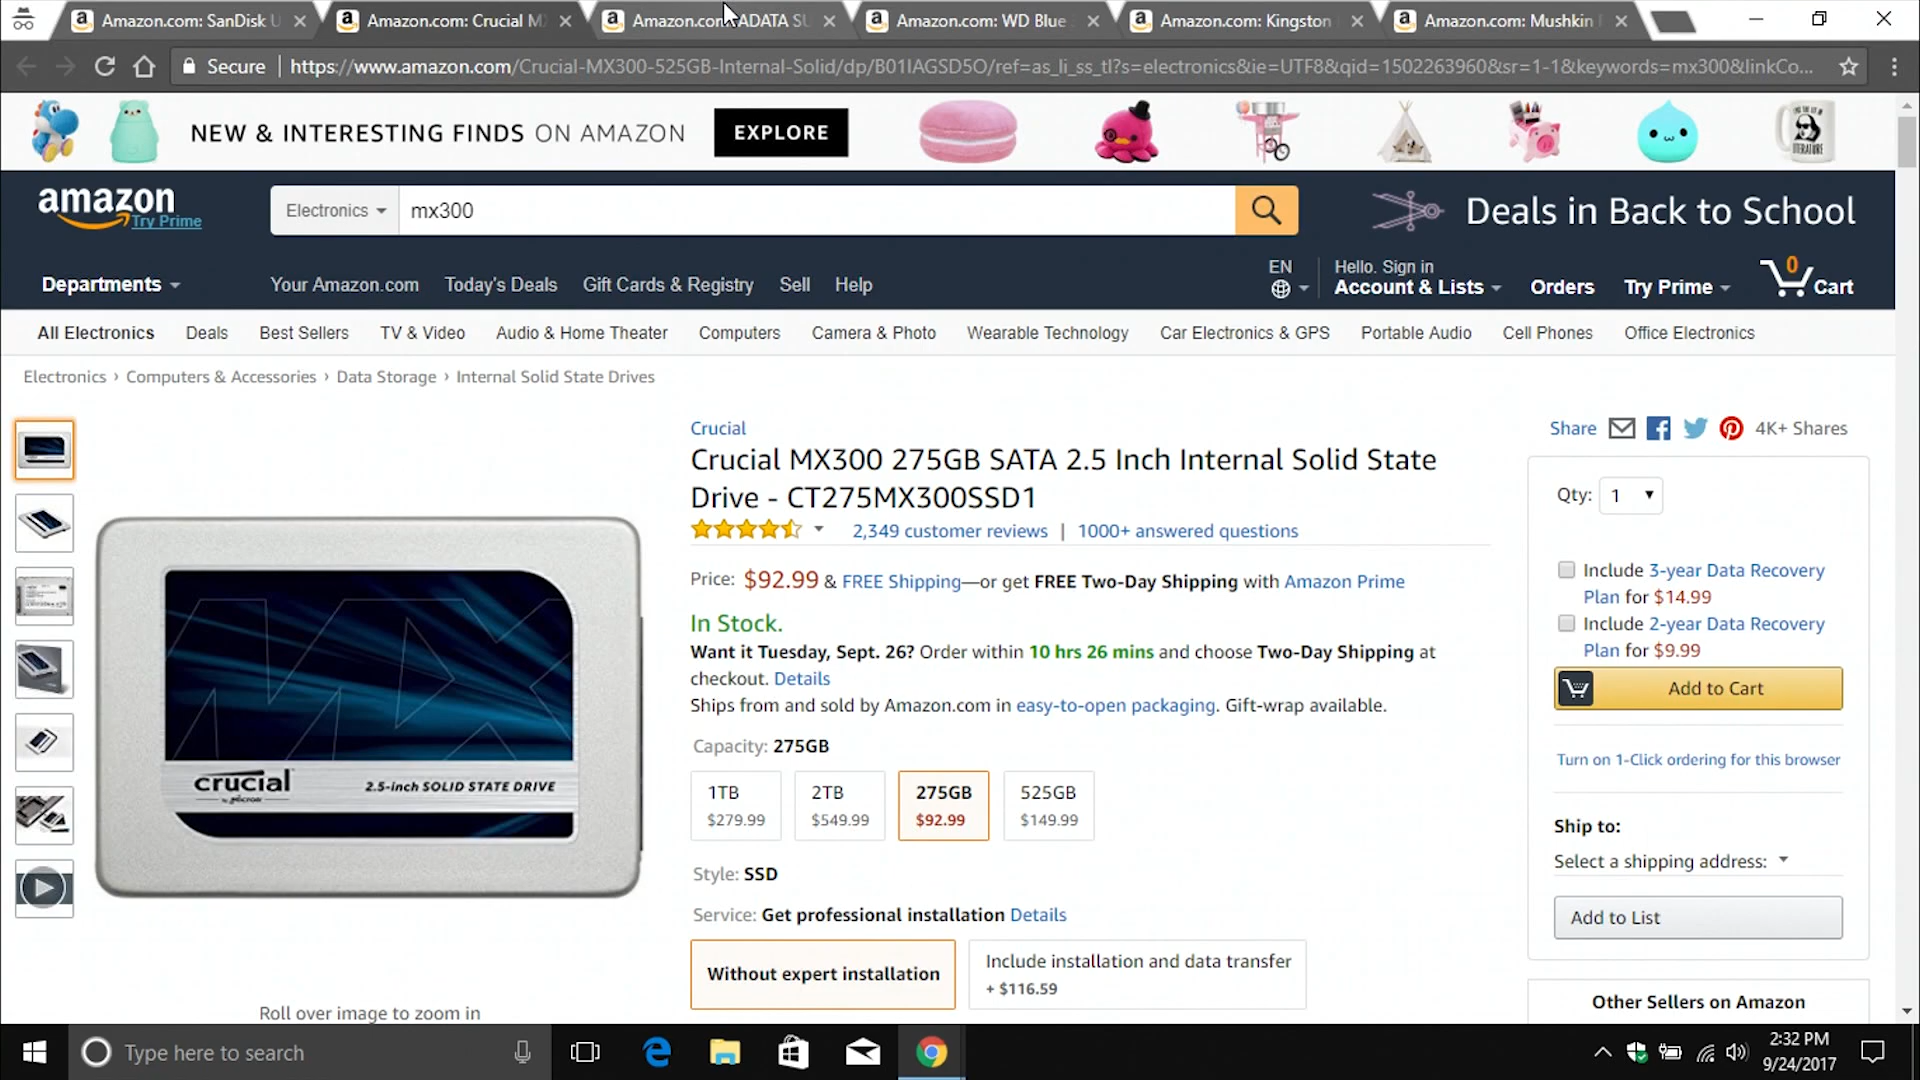 Amazon.com: SanDisk U
Amazon.com: Crucial MX
Amazon.com: ADATA SU
Amazon.com: WD Blue
Amazon.com: Kingston
Amazon.com: Mushkin
Secure
https://www.amazon.com/Crucial-MX300-525GB-Internal-Solid/dp/B01IAGSD5O/ref=as_li_ss_tl?s=electronics&ie=UTF8&qid=1502263960&sr=1-1&keywords=mx300&linkCo...
NEW & INTERESTING FINDS ON AMAZON
EXPLORE
LITERATURE
amazon
Try Prime
Electronics
mx300
Deals in Back to School
Departments
Your Amazon.com
Today's Deals
Gift Cards & Registry
Sell
Help
EN
Hello. Sign in
Account & Lists
Orders
Try Prime
0
Cart
All Electronics
Deals
Best Sellers
TV & Video
Audio & Home Theater
Computers
Camera & Photo
Wearable Technology
Car Electronics & GPS
Portable Audio
Cell Phones
Office Electronics
Electronics › Computers & Accessories › Data Storage › Internal Solid State Drives
crucial
by Micron
2.5-inch SOLID STATE DRIVE
Roll over image to zoom in
Crucial
Crucial MX300 275GB SATA 2.5 Inch Internal Solid State
Drive - CT275MX300SSD1
2,349 customer reviews | 1000+ answered questions
Price: $92.99 & FREE Shipping—or get FREE Two-Day Shipping with Amazon Prime
In Stock.
Want it Tuesday, Sept. 26? Order within 10 hrs 26 mins and choose Two-Day Shipping at
checkout. Details
Ships from and sold by Amazon.com in easy-to-open packaging. Gift-wrap available.
Capacity: 275GB
1TB
$279.99
2TB
$549.99
275GB
$92.99
525GB
$149.99
Style: SSD
Service: Get professional installation Details
Without expert installation
Include installation and data transfer
+ $116.59
Share
4K+ Shares
Qty: 1
Include 3-year Data Recovery
Plan for $14.99
Include 2-year Data Recovery
Plan for $9.99
Add to Cart
Turn on 1-Click ordering for this browser
Ship to:
Select a shipping address:
Add to List
Other Sellers on Amazon
Type here to search
2:32 PM
9/24/2017